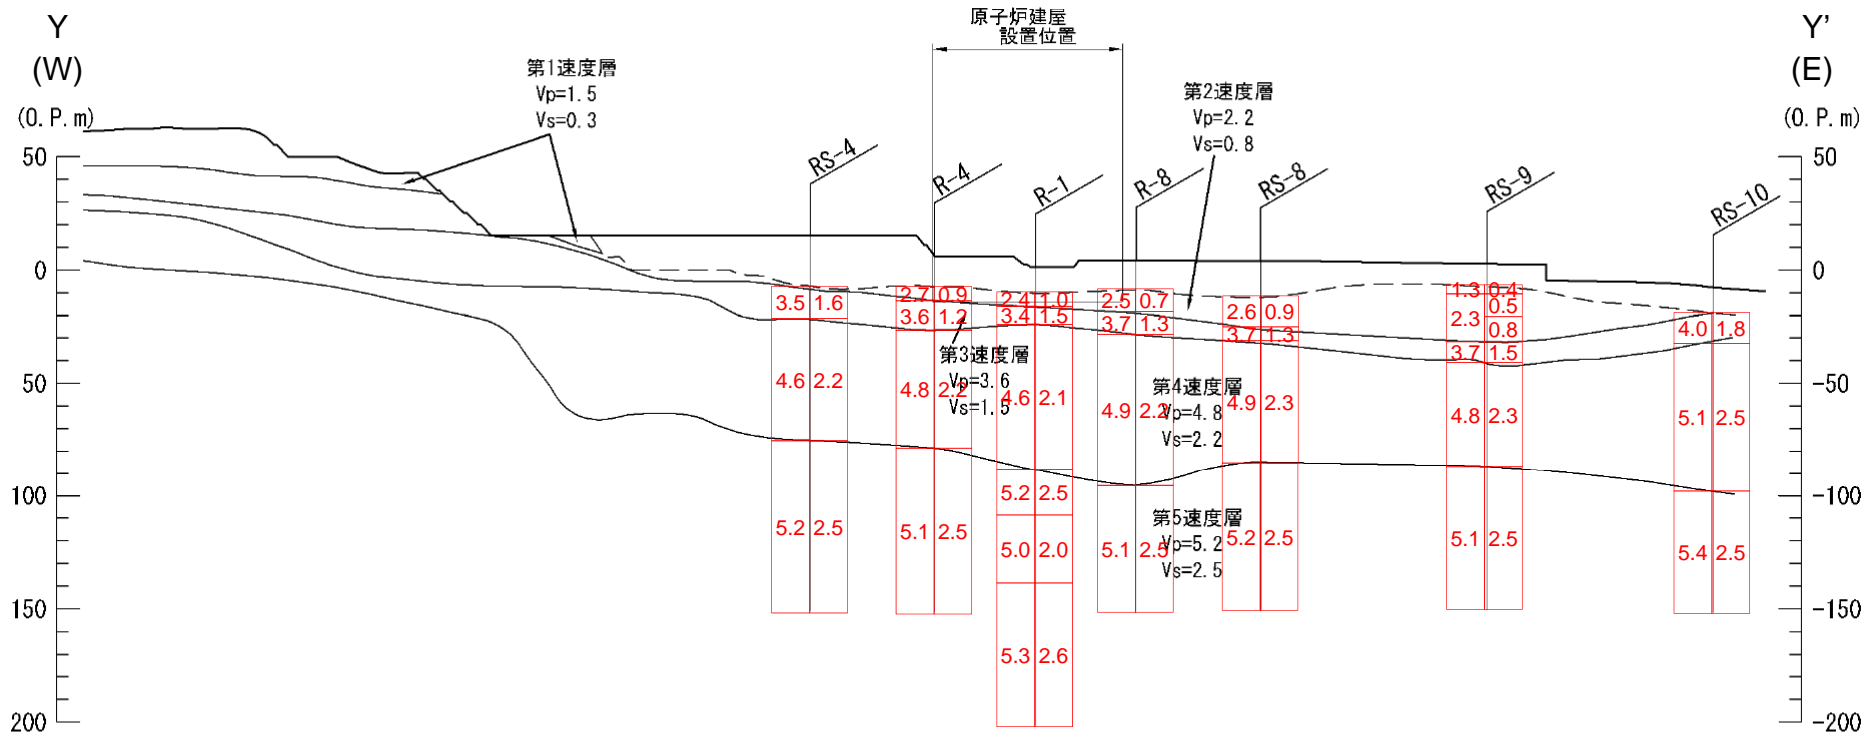 Y
(W)
(O.P.m)
Y'
(E)
(O.P.m)
原子炉建屋
設置位置
第1速度層
Vp=1.5
Vs=0.3
第2速度層
Vp=2.2
Vs=0.8
RS-4
R-4
R-1
R-8
RS-8
RS-9
RS-10
50
0
50
100
150
200
50
0
-50
-100
-150
-200
3.5 1.6
4.6 2.2
5.2 2.5
2.7 0.9
3.6 1.2
4.8 2.2
5.1 2.5
2.4 1.0
3.4 1.5
4.6 2.1
5.2 2.5
5.0 2.0
5.3 2.6
2.5 0.7
3.7 1.3
4.9 2.2
5.1 2.5
2.6 0.9
3.7 1.3
4.9 2.3
5.2 2.5
1.3 0.4
0.5
2.3
0.8
3.7 1.5
4.8 2.3
5.1 2.5
4.0 1.8
5.1 2.5
5.4 2.5
第3速度層
Vp=3.6
Vs=1.5
第4速度層
Vp=4.8
Vs=2.2
第5速度層
Vp=5.2
Vs=2.5